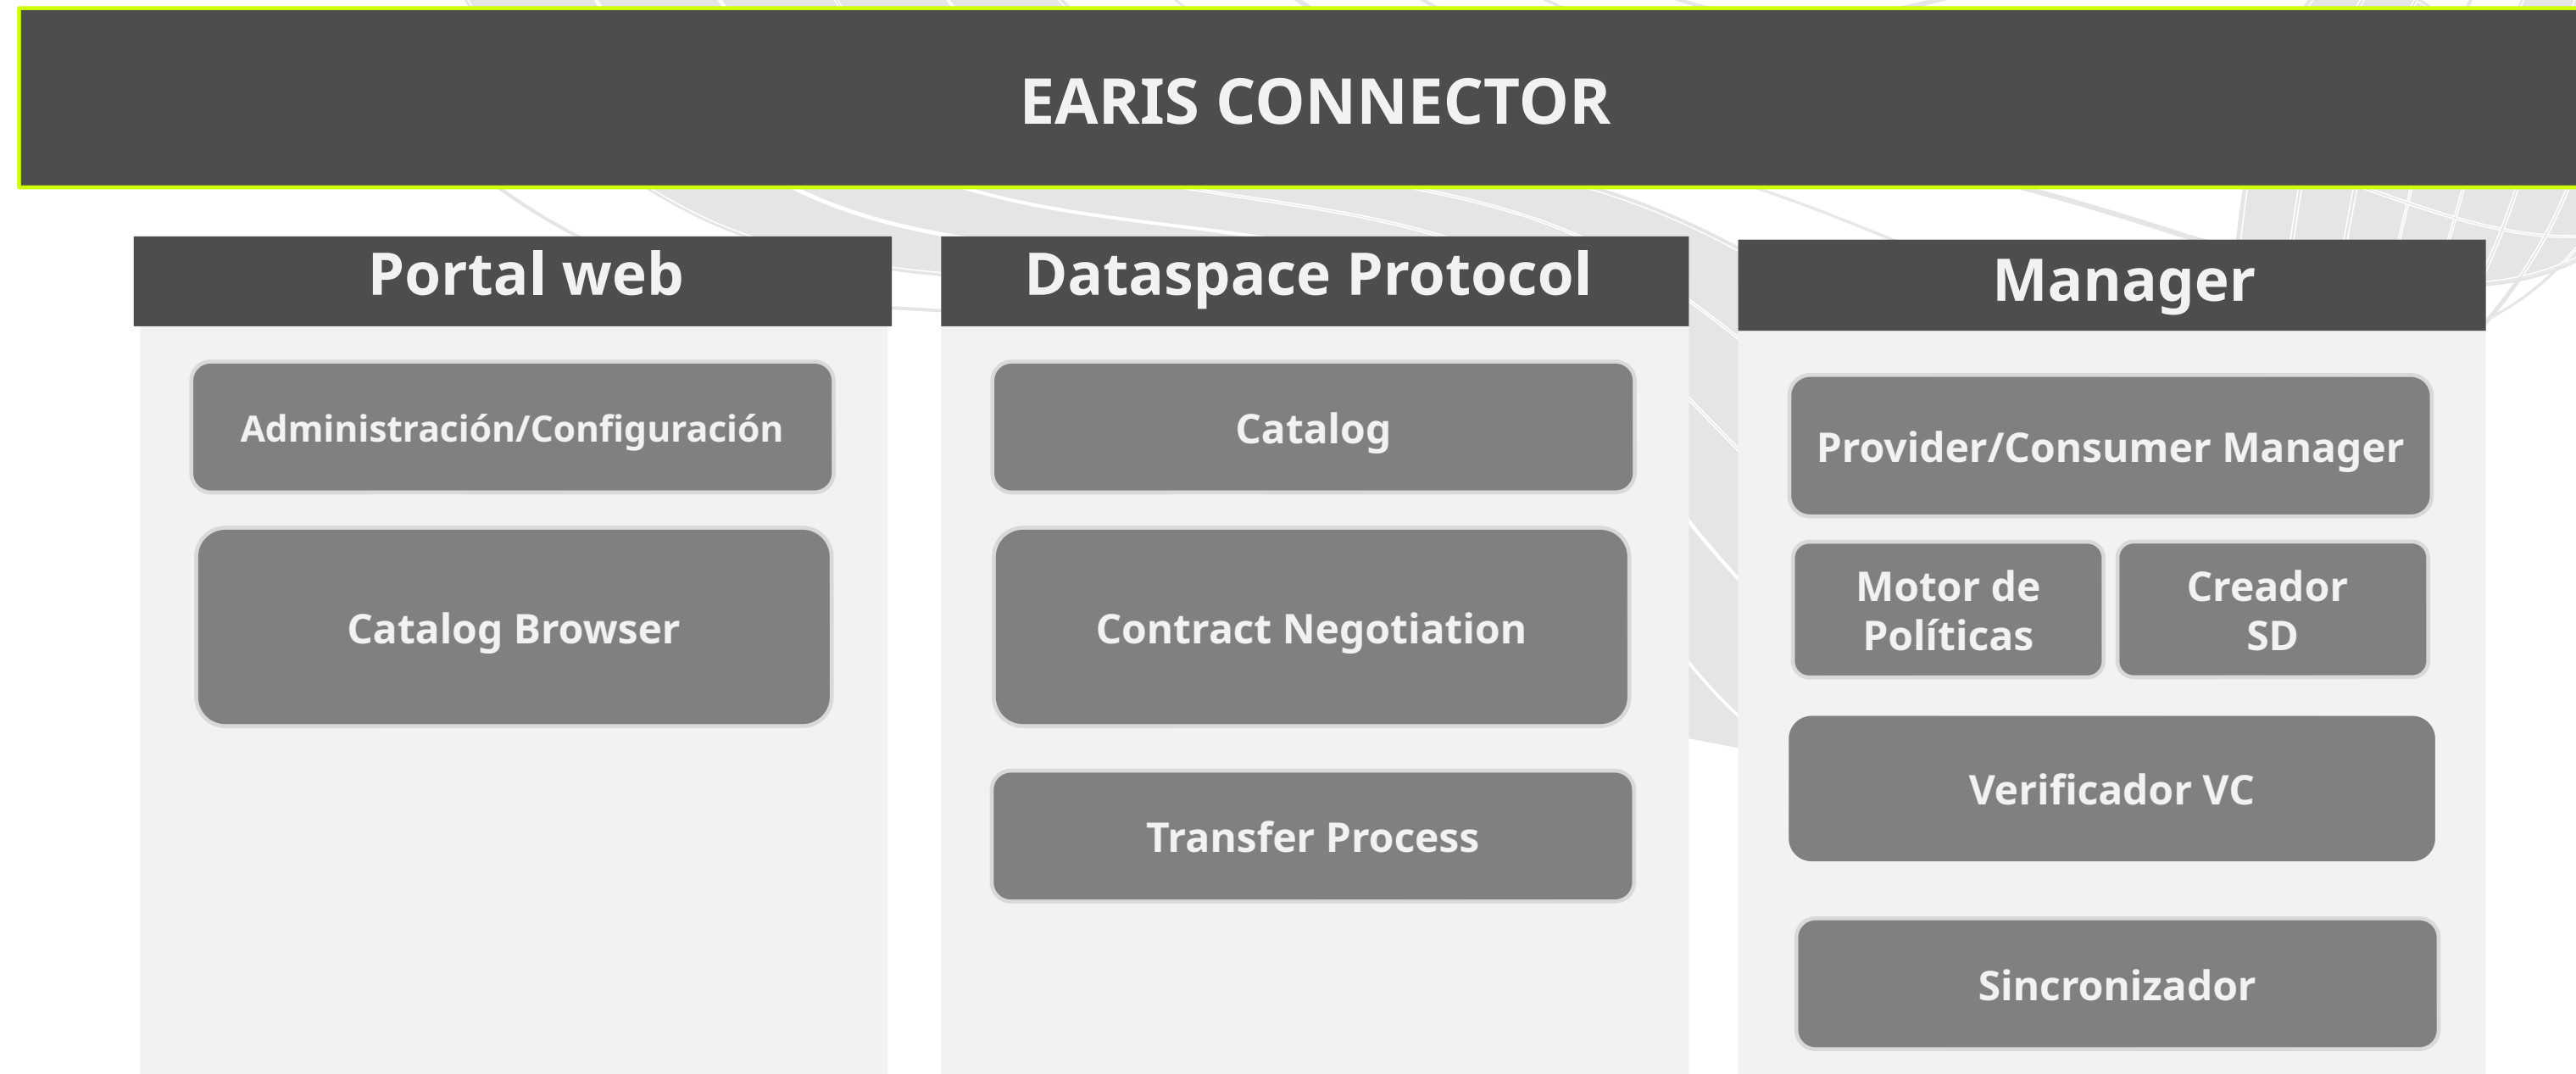 EARIS CONNECTOR
Portal web
Administración/Configuración
Catalog Browser
Dataspace Protocol
Catalog
Contract Negotiation
Transfer Process
Manager
Provider/Consumer Manager
Motor de
Políticas
Creador
SD
Verificador VC
Sincronizador